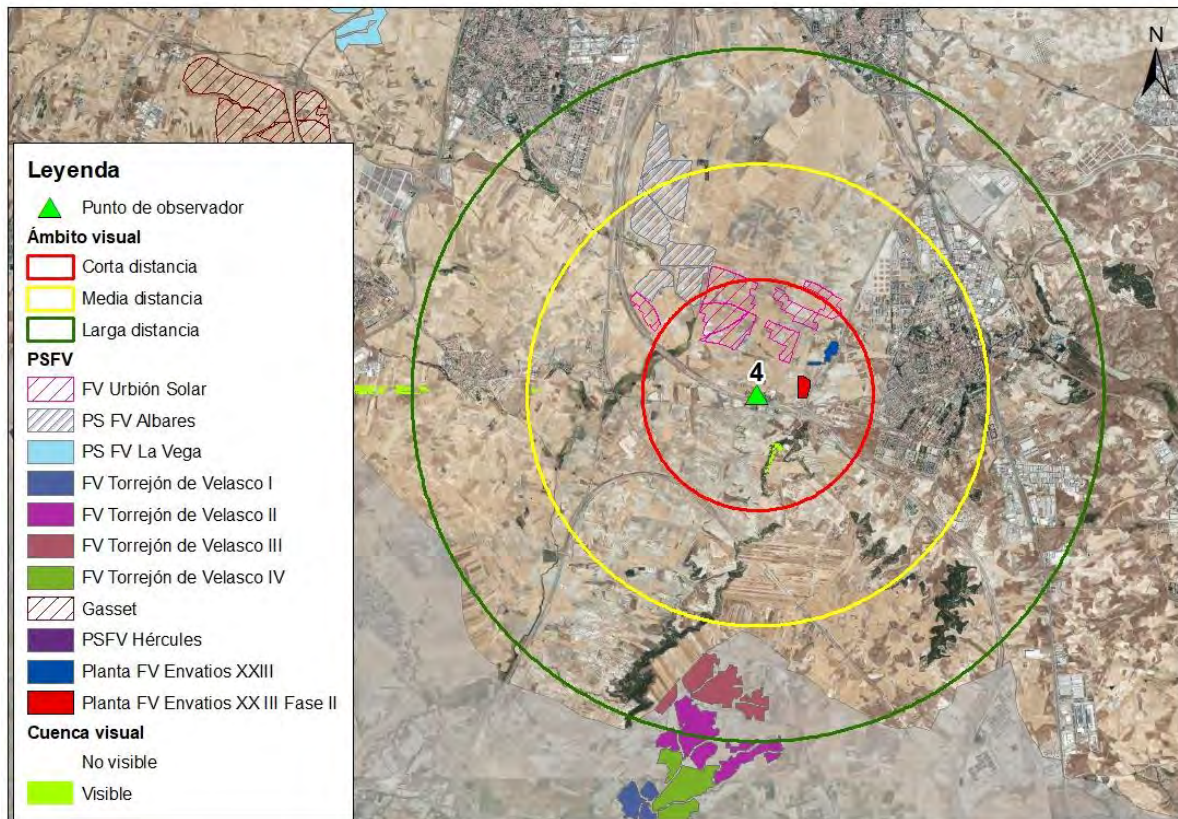 N
Leyenda
Punto de observador
Ámbito visual
Corta distancia
Media distancia
Larga distancia
PSFV
FV Urbión Solar
PS FV Albares
PS FV La Vega
FV Torrejón de Velasco I
FV Torrejón de Velasco II
FV Torrejón de Velasco III
FV Torrejón de Velasco IV
Gasset
PSFV Hércules
Planta FV Envatios XXIII
Planta FV Envatios XX III Fase II
Cuenca visual
No visible
Visible
4